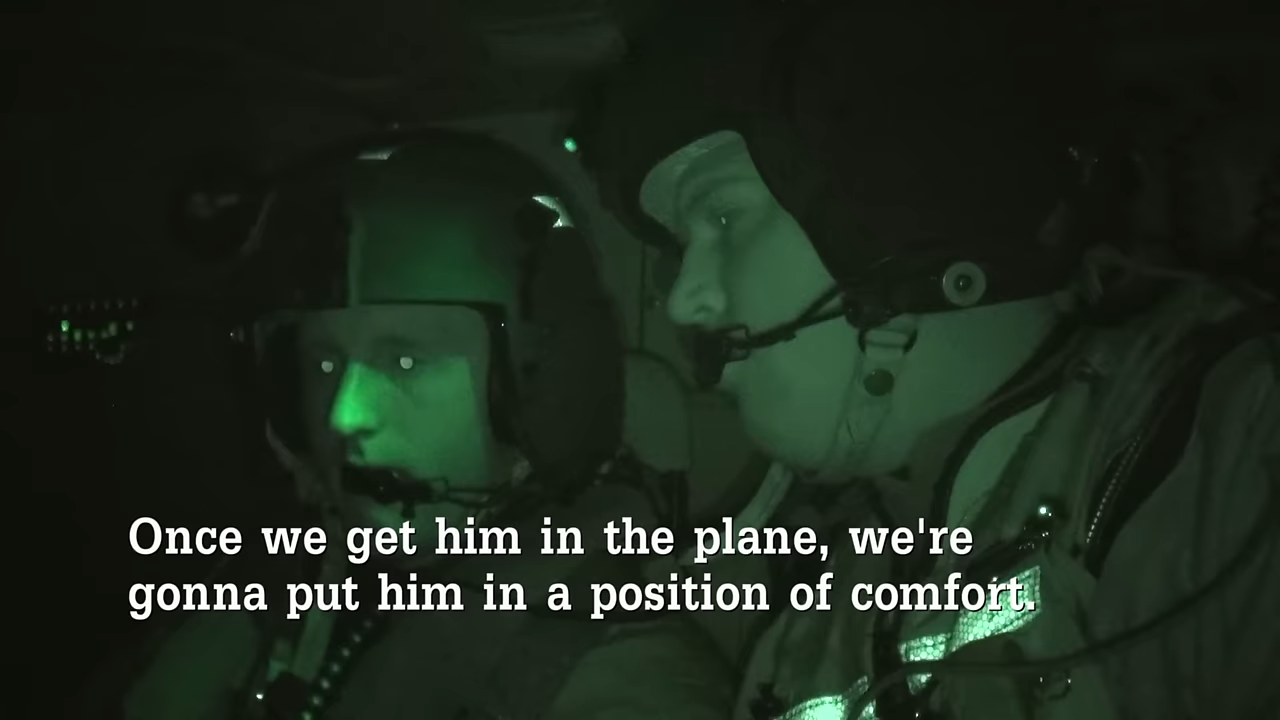 Once we get him in the plane, we're
gonna put him in a position of comfort.